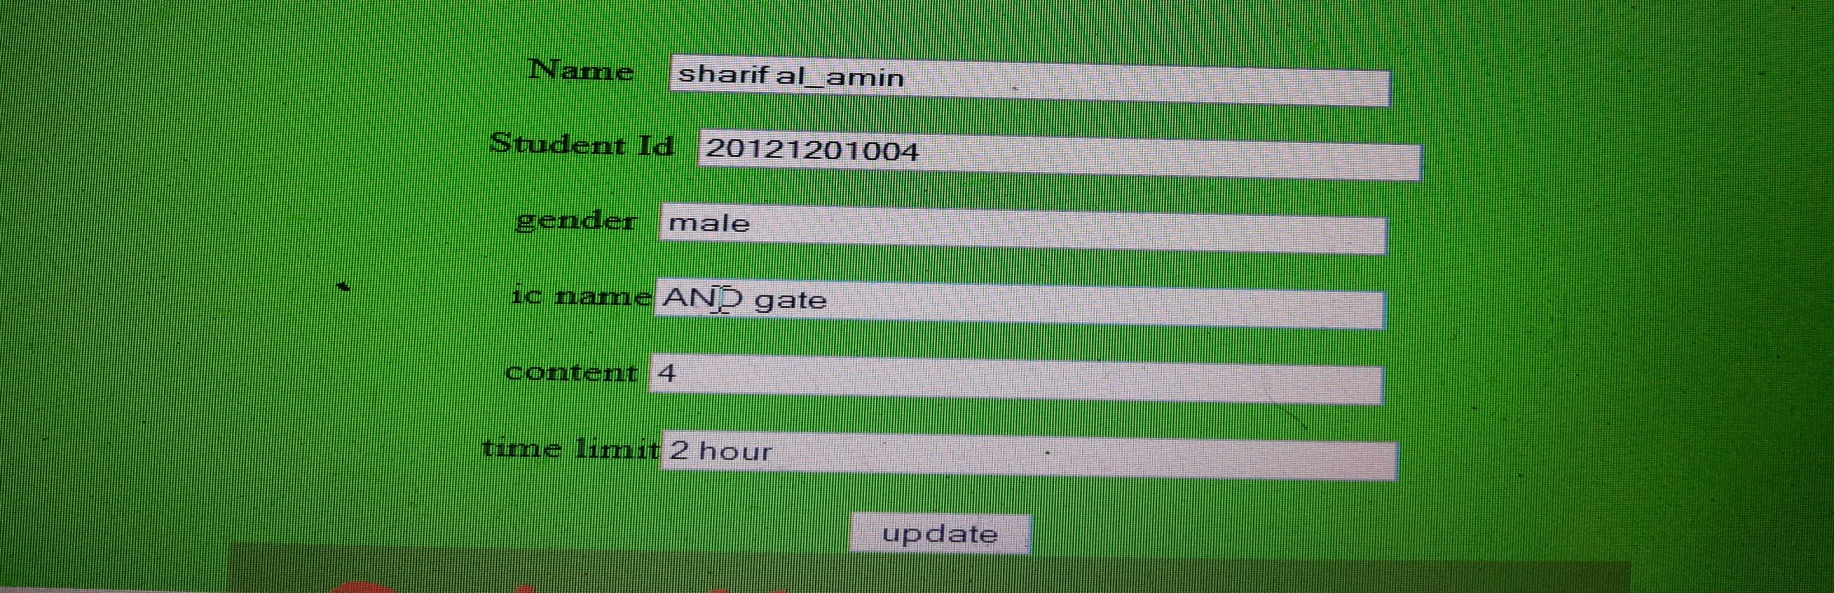 Name sharif al_amin
Student Id 20121201004
gender male
ic name AND gate
content 4
time limit 2 hour
update